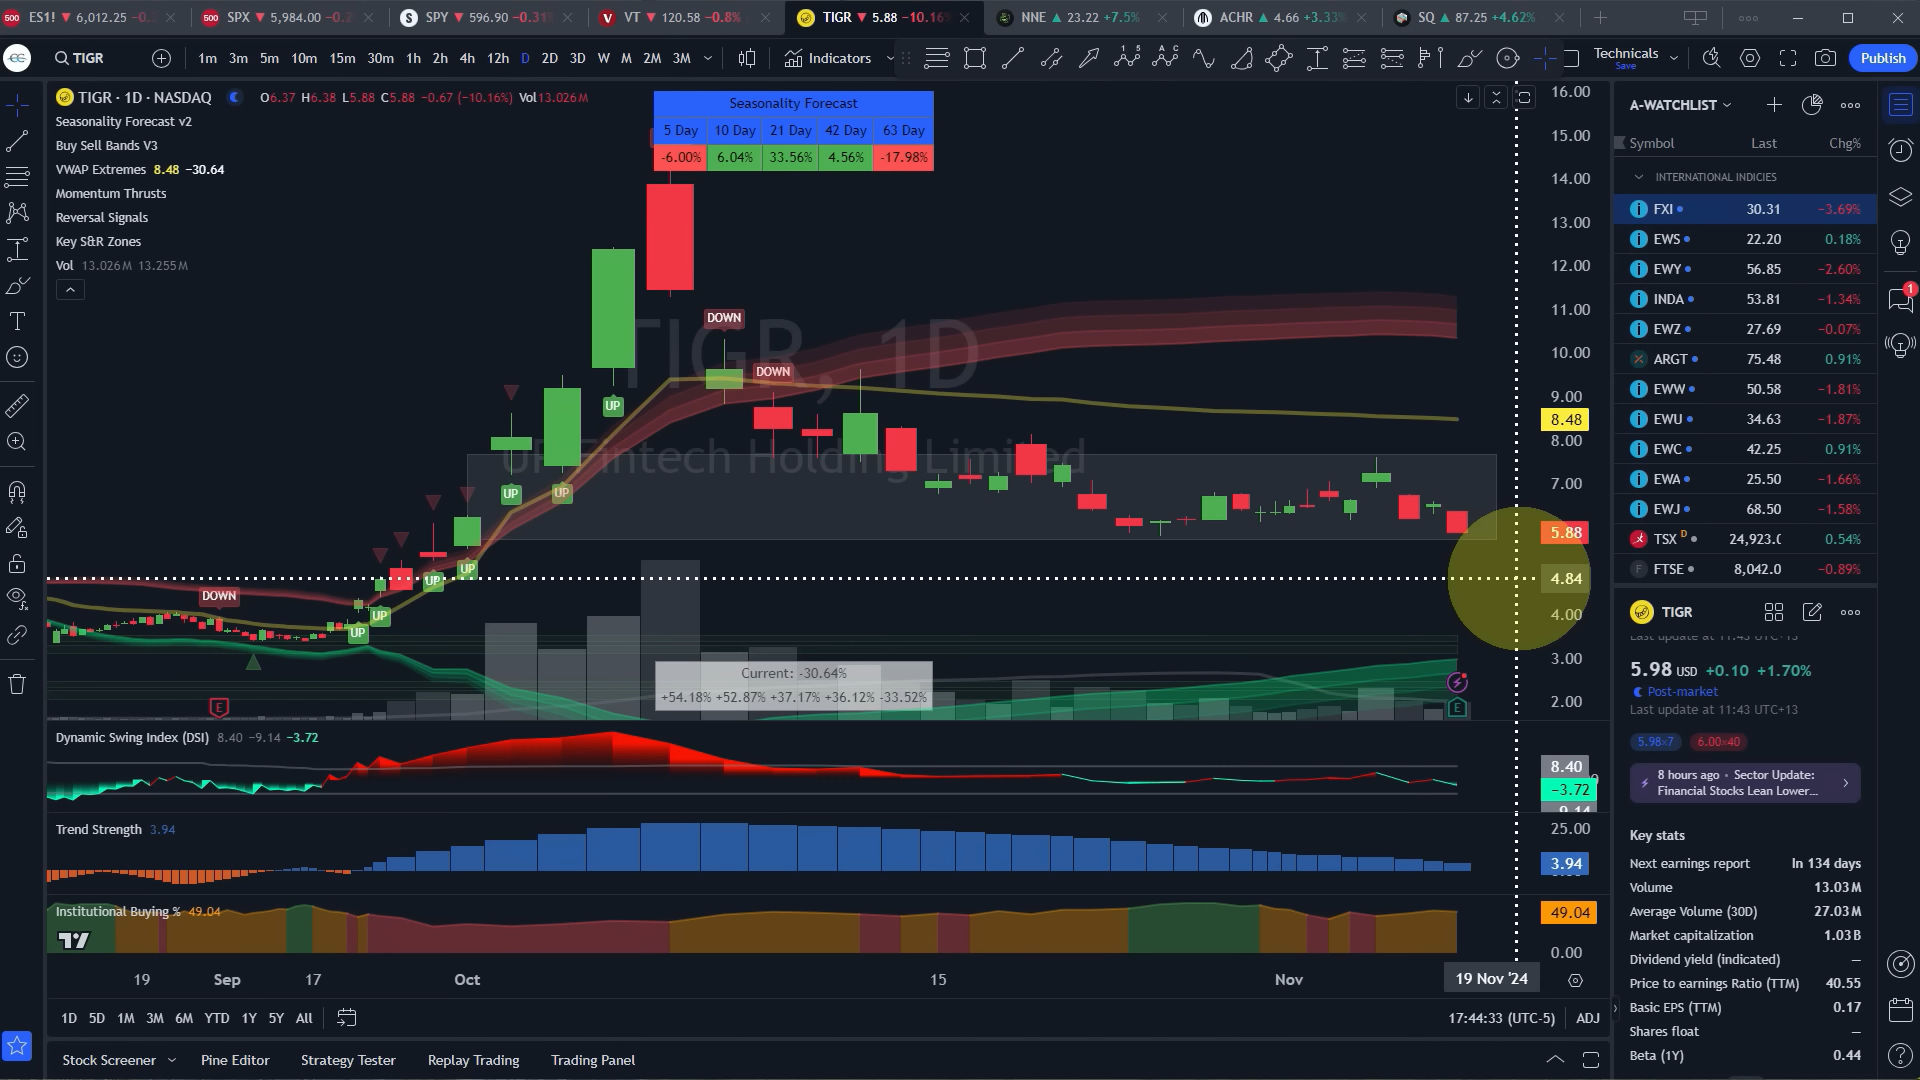 ES1! 6,012.25 -0.
SPX 5,984.00 -0.2
SPY 596.90 -0.31%
VT 120.58 -0.8%
TIGR 5.88 -10.16%
NNE 23.22 +7.5%
ACHR 4.66 +3.33%
SQ 87.25 +4.62%
TIGR 1m 3m 5m 10m 15m 30m 1h 2h 4h 12h D 2D 3D W M 2M 3M Indicators Technicals Save Publish
TIGR · 1D · NASDAQ O6.37 H6.38 L5.88 C5.88 -0.67 (-10.16%) Vol13.026M
Seasonality Forecast v2
Buy Sell Bands V3
VWAP Extremes 8.48 -30.64
Momentum Thrusts
Reversal Signals
Key S&R Zones
Vol 13.026M 13.255M
Seasonality Forecast
5 Day 10 Day 21 Day 42 Day 63 Day
-6.00% 6.04% 33.56% 4.56% -17.98%
TIGR, 1D
UP Fintech Holding Limited
DOWN
DOWN
DOWN
UP
UP
UP
UP
UP
UP
UP
E
E
Current: -30.64%
+54.18% +52.87% +37.17% +36.12% -33.52%
16.00
15.00
14.00
13.00
12.00
11.00
10.00
9.00
8.48
8.00
7.00
5.88
4.84
4.00
3.00
2.00
Dynamic Swing Index (DSI) 8.40 -9.14 -3.72
8.40
-3.72
Trend Strength 3.94
25.00
3.94
Institutional Buying % 49.04
49.04
0.00
19 Sep 17 Oct 15 Nov 19 Nov '24
1D 5D 1M 3M 6M YTD 1Y 5Y All
17:44:33 (UTC-5) ADJ
Stock Screener Pine Editor Strategy Tester Replay Trading Trading Panel
A-WATCHLIST
Symbol Last Chg%
INTERNATIONAL INDICIES
FXI 30.31 -3.69%
EWS 22.20 0.18%
EWY 56.85 -2.60%
INDA 53.81 -1.34%
EWZ 27.69 -0.07%
ARGT 75.48 0.91%
EWW 50.58 -1.81%
EWU 34.63 -1.87%
EWC 42.25 0.91%
EWA 25.50 -1.66%
EWJ 68.50 -1.58%
TSX D 24,923.0 0.54%
FTSE 8,042.0 -0.89%
TIGR
Last update at 11:43 UTC+13
5.98 USD +0.10 +1.70%
Post-market
Last update at 11:43 UTC+13
5.98×7 6.00×40
8 hours ago · Sector Update:
Financial Stocks Lean Lower...
Key stats
Next earnings report In 134 days
Volume 13.03M
Average Volume (30D) 27.03M
Market capitalization 1.03B
Dividend yield (indicated) —
Price to earnings Ratio (TTM) 40.55
Basic EPS (TTM) 0.17
Shares float —
Beta (1Y) 0.44
1